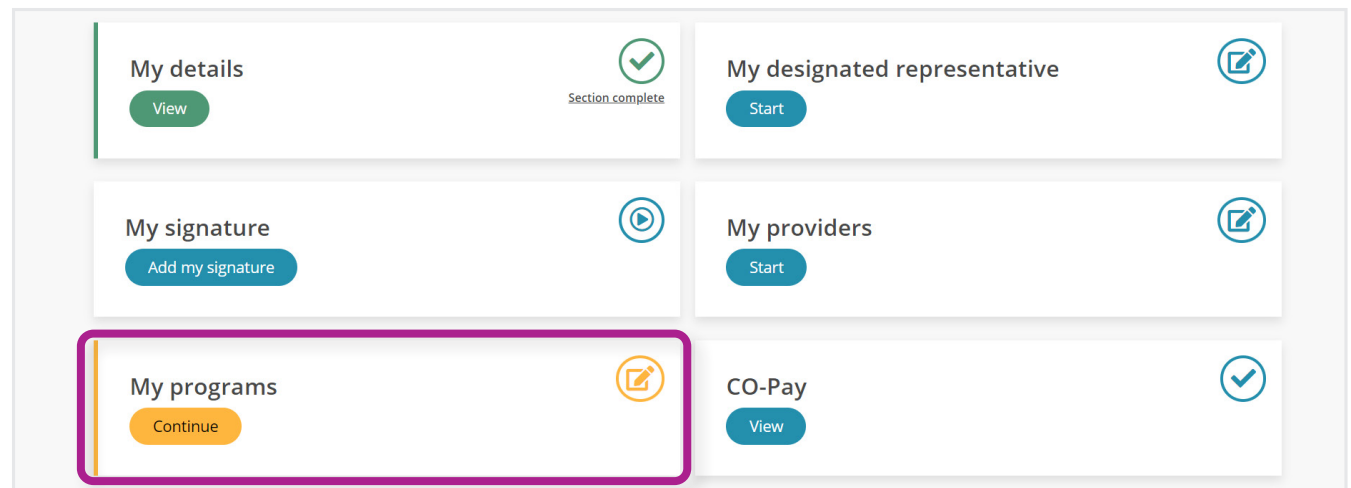 My details
View
Section complete
My designated representative
Start
My signature
Add my signature
My providers
Start
My programs
Continue
CO-Pay
View